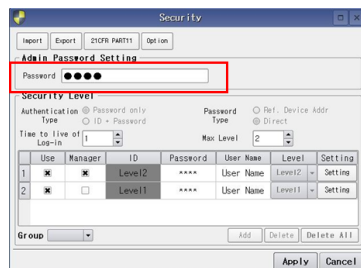 Security
Import Export 21CFR PART11 Option
Admin Password Setting
Password ●●●●
Security Level
Authentication Type Password only ID + Password
Password Type Ref. Device Addr Direct
Time to live of Log-in 1
Max Level 2
Use Manager ID Password User Name Level Setting
1 Level2 **** User Name Level2 Setting
2 Level1 **** User Name Level1 Setting
Group Add Delete Delete All
Apply Cancel